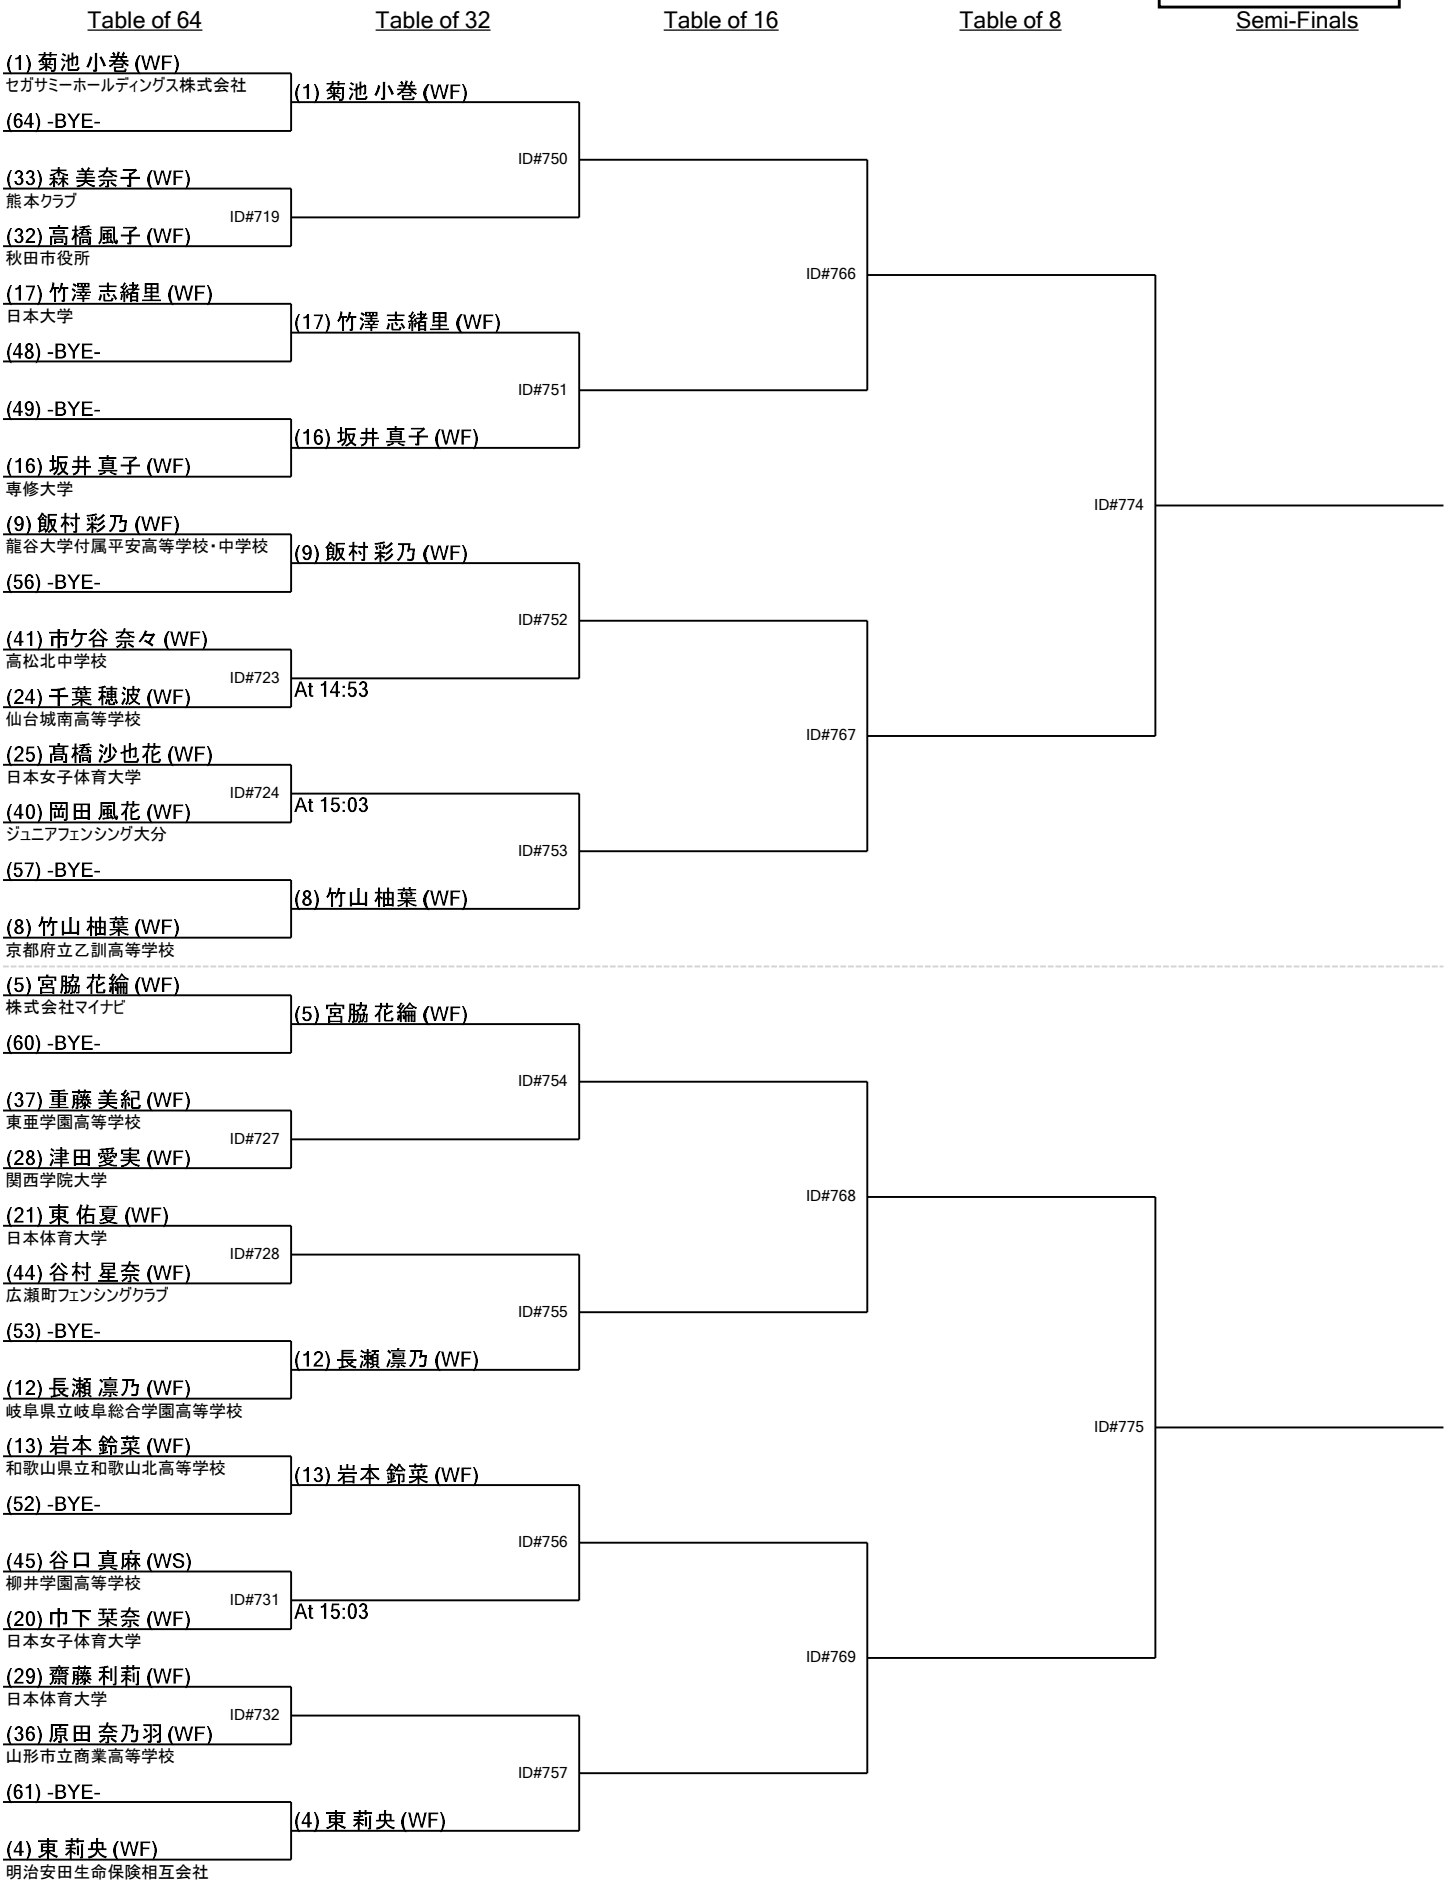 Table of 64
Table of 32
Table of 16
Table of 8
Semi-Finals
(1) 菊池 小巻 (WF)
セガサミーホールディングス株式会社
(1) 菊池 小巻 (WF)
(64) -BYE-
ID#750
(33) 森 美奈子 (WF)
熊本クラブ
ID#719
(32) 高橋 風子 (WF)
秋田市役所
ID#766
(17) 竹澤 志緒里 (WF)
日本大学
(17) 竹澤 志緒里 (WF)
(48) -BYE-
ID#751
(49) -BYE-
(16) 坂井 真子 (WF)
(16) 坂井 真子 (WF)
専修大学
ID#774
(9) 飯村 彩乃 (WF)
龍谷大学付属平安高等学校・中学校
(9) 飯村 彩乃 (WF)
(56) -BYE-
ID#752
(41) 市ケ谷 奈々 (WF)
高松北中学校
ID#723
At 14:53
(24) 千葉 穂波 (WF)
仙台城南高等学校
ID#767
(25) 髙橋 沙也花 (WF)
日本女子体育大学
ID#724
At 15:03
(40) 岡田 風花 (WF)
ジュニアフェンシング大分
ID#753
(57) -BYE-
(8) 竹山 柚葉 (WF)
(8) 竹山 柚葉 (WF)
京都府立乙訓高等学校
(5) 宮脇 花綸 (WF)
株式会社マイナビ
(5) 宮脇 花綸 (WF)
(60) -BYE-
ID#754
(37) 重藤 美紀 (WF)
東亜学園高等学校
ID#727
(28) 津田 愛実 (WF)
関西学院大学
ID#768
(21) 東 佑夏 (WF)
日本体育大学
ID#728
(44) 谷村 星奈 (WF)
広瀬町フェンシングクラブ
ID#755
(53) -BYE-
(12) 長瀬 凛乃 (WF)
(12) 長瀬 凛乃 (WF)
岐阜県立岐阜総合学園高等学校
ID#775
(13) 岩本 鈴菜 (WF)
和歌山県立和歌山北高等学校
(13) 岩本 鈴菜 (WF)
(52) -BYE-
ID#756
(45) 谷口 真麻 (WS)
柳井学園高等学校
ID#731
At 15:03
(20) 巾下 栞奈 (WF)
日本女子体育大学
ID#769
(29) 齋藤 利莉 (WF)
日本体育大学
ID#732
(36) 原田 奈乃羽 (WF)
山形市立商業高等学校
ID#757
(61) -BYE-
(4) 東 莉央 (WF)
(4) 東 莉央 (WF)
明治安田生命保険相互会社